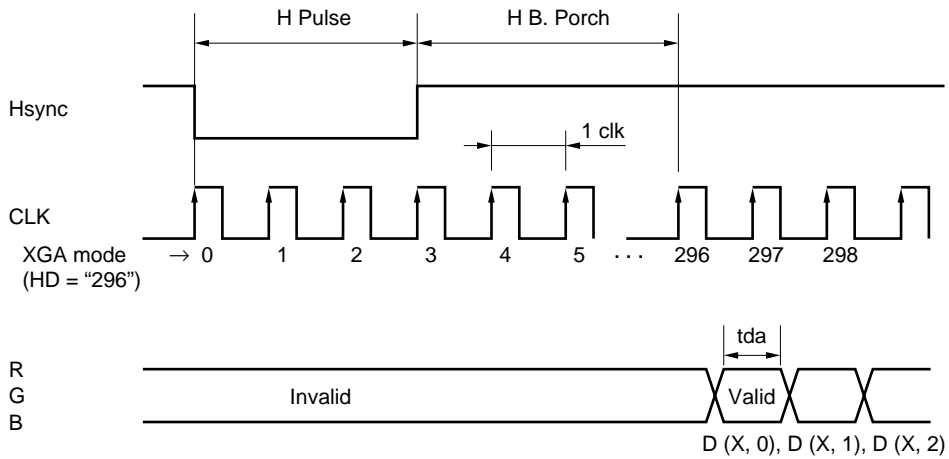 H Pulse H B. Porch
Hsync
1 clk
CLK
XGA mode → 0 1 2 3 4 5 · · · 296 297 298
(HD = “296”)
tda
R
G Invalid Valid
B
D (X, 0), D (X, 1), D (X, 2)